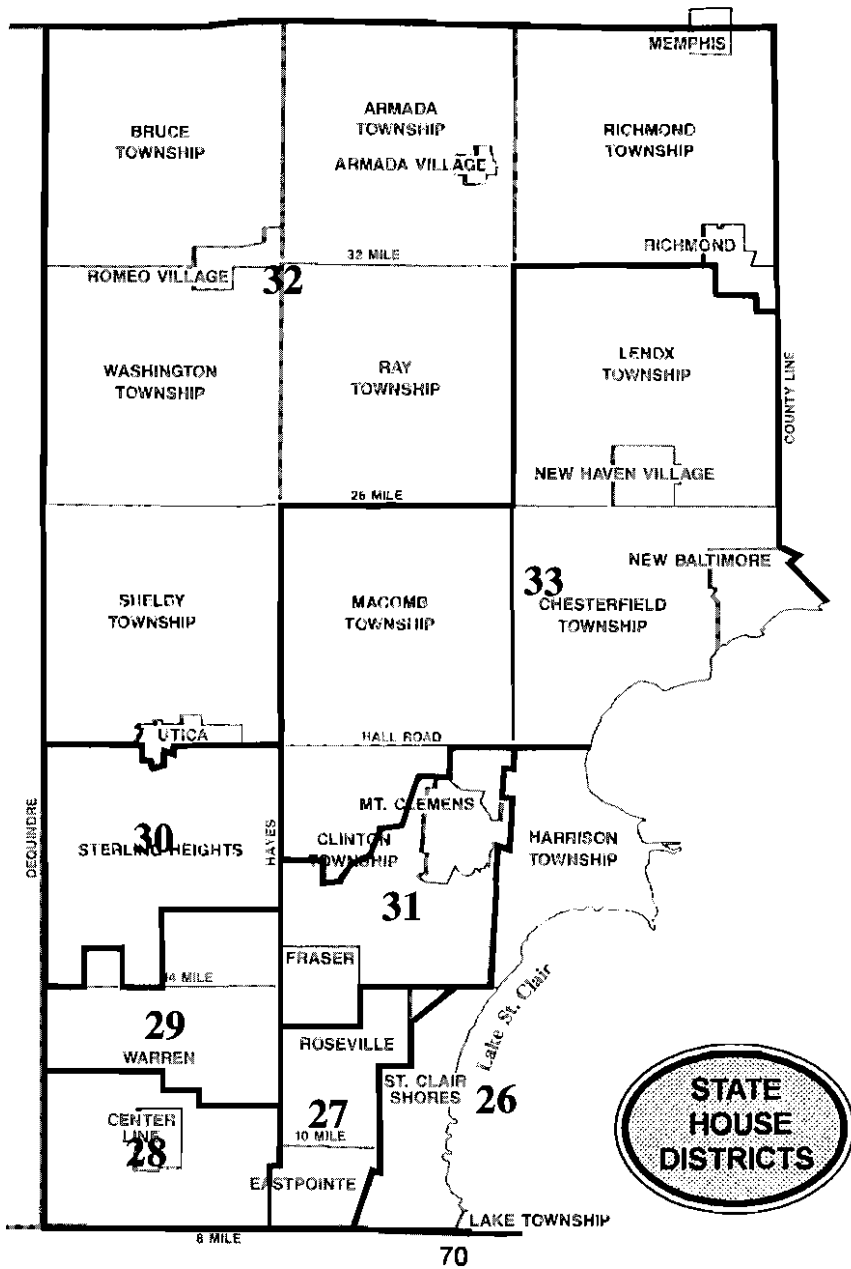 MEMPHIS
BRUCE
TOWNSHIP
ARMADA
TOWNSHIP
ARMADA VILLAGE
RICHMOND
TOWNSHIP
RICHMOND
32 MILE
ROMEO VILLAGE
32
WASHINGTON
TOWNSHIP
RAY
TOWNSHIP
LENOX
TOWNSHIP
COUNTY LINE
NEW HAVEN VILLAGE
26 MILE
NEW BALTIMORE
33
SHELBY
TOWNSHIP
MACOMB
TOWNSHIP
CHESTERFIELD
TOWNSHIP
UTICA
HALL ROAD
MT. CLEMENS
DEQUINDRE
30
STERLING HEIGHTS
HAYES
CLINTON
TOWNSHIP
HARRISON
TOWNSHIP
31
FRASER
14 MILE
Lake St. Clair
29
WARREN
ROSEVILLE
ST. CLAIR
SHORES
26
CENTER
LINE
28
27
10 MILE
EASTPOINTE
STATE
HOUSE
DISTRICTS
LAKE TOWNSHIP
8 MILE
70